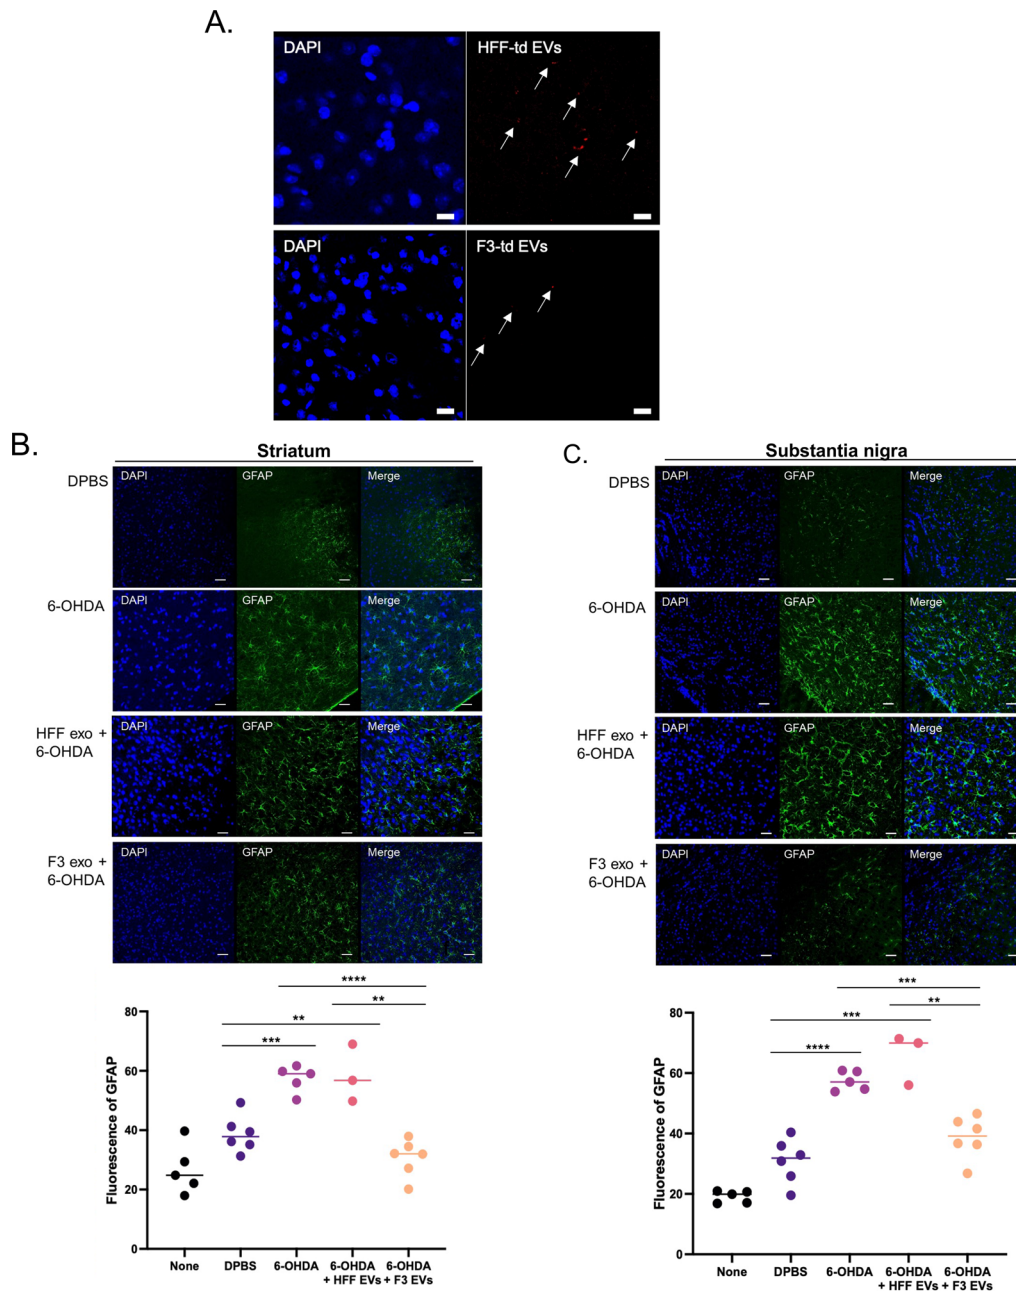 A.
DAPI
HFF-td EVs
DAPI
F3-td EVs
B.
Striatum
DPBS
DAPI
GFAP
Merge
6-OHDA
DAPI
GFAP
Merge
HFF exo +
6-OHDA
DAPI
GFAP
Merge
F3 exo +
6-OHDA
DAPI
GFAP
Merge
****
**
**
***
Fluorescence of GFAP
80
60
40
20
0
None
DPBS
6-OHDA
6-OHDA
+ HFF EVs
6-OHDA
+ F3 EVs
C.
Substantia nigra
DPBS
DAPI
GFAP
Merge
6-OHDA
DAPI
GFAP
Merge
HFF exo +
6-OHDA
DAPI
GFAP
Merge
F3 exo +
6-OHDA
DAPI
GFAP
Merge
***
**
***
****
Fluorescence of GFAP
80
60
40
20
0
None
DPBS
6-OHDA
6-OHDA
+ HFF EVs
6-OHDA
+ F3 EVs